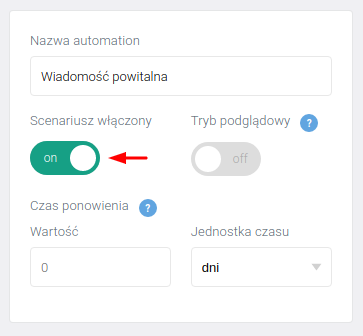 Nazwa automation
Wiadomość powitalna
Scenariusz włączony Tryb podglądowy ?
on off
Czas ponowienia ?
Wartość Jednostka czasu
0 dni